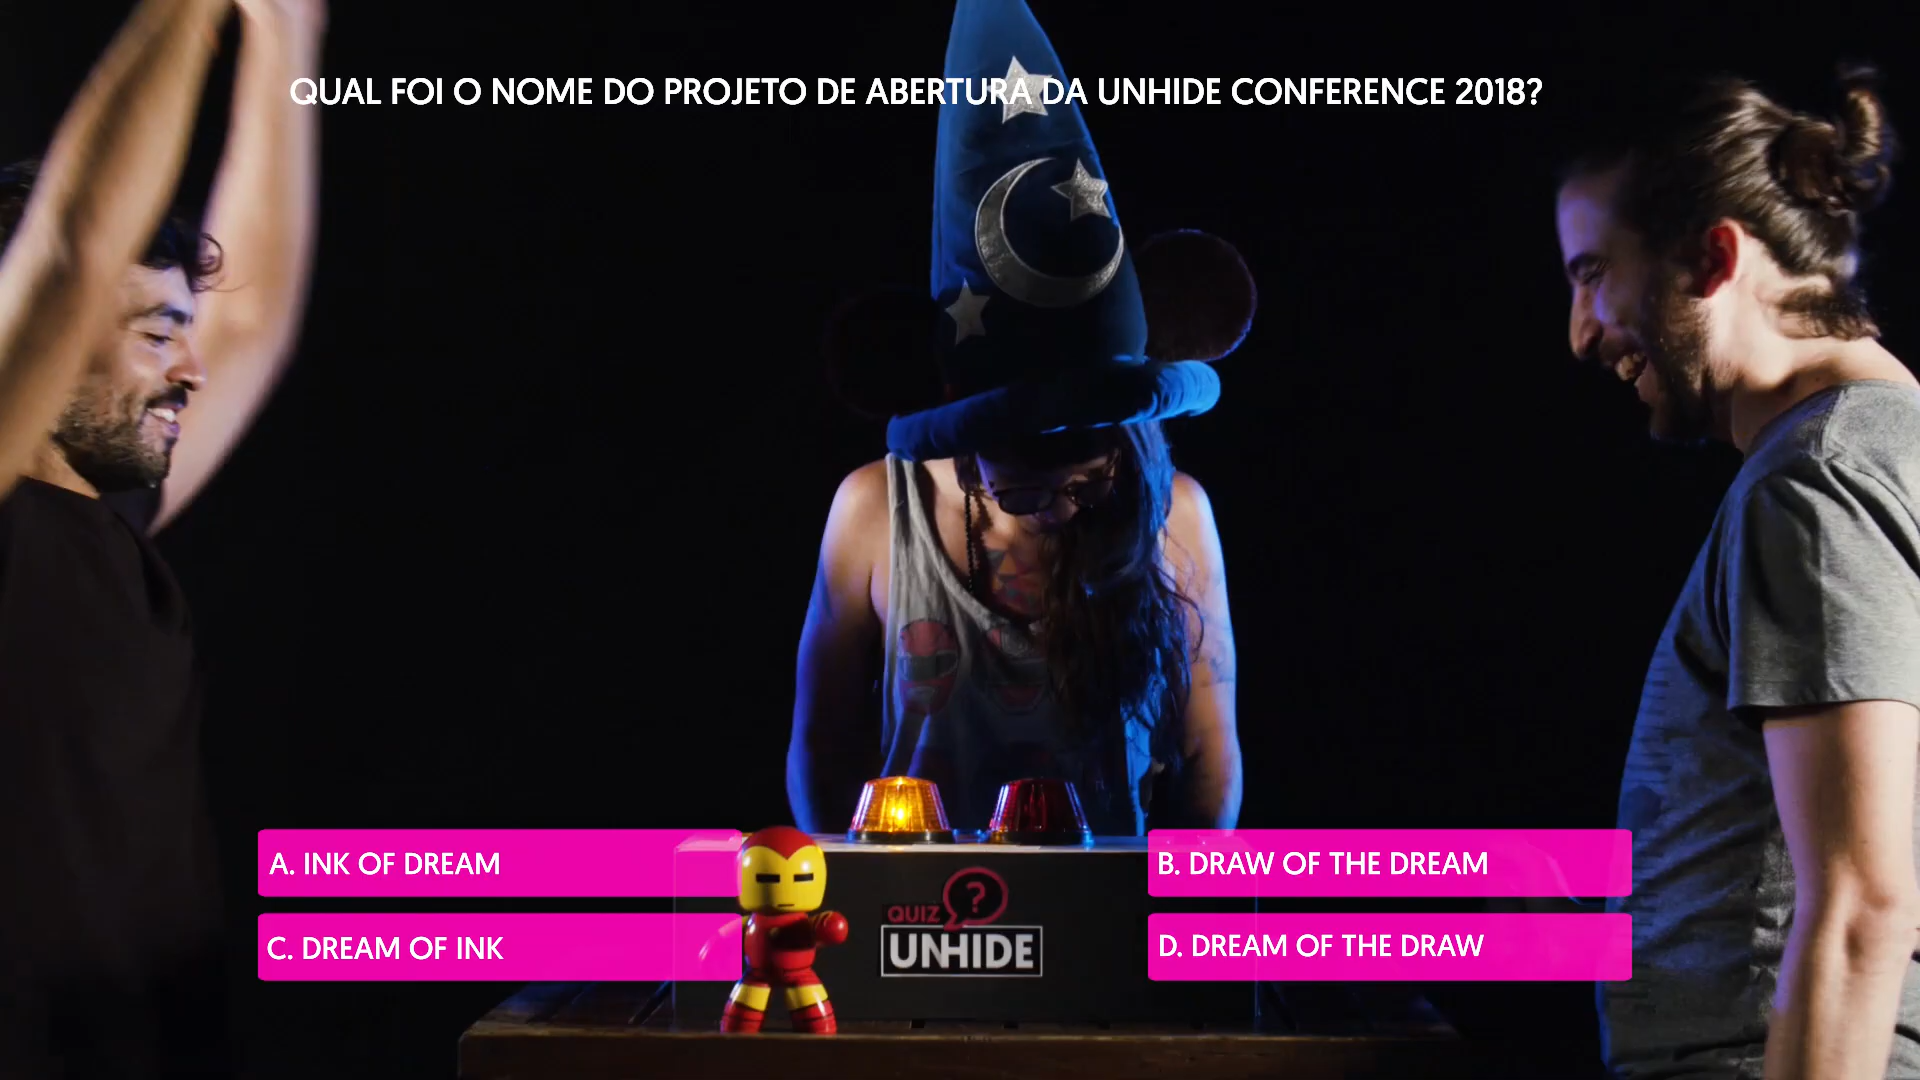 QUAL FOI O NOME DO PROJETO DE ABERTURA DA UNHIDE CONFERENCE 2018?
A. INK OF DREAM
B. DRAW OF THE DREAM
C. DREAM OF INK
D. DREAM OF THE DRAW
QUIZ ?
UNHIDE